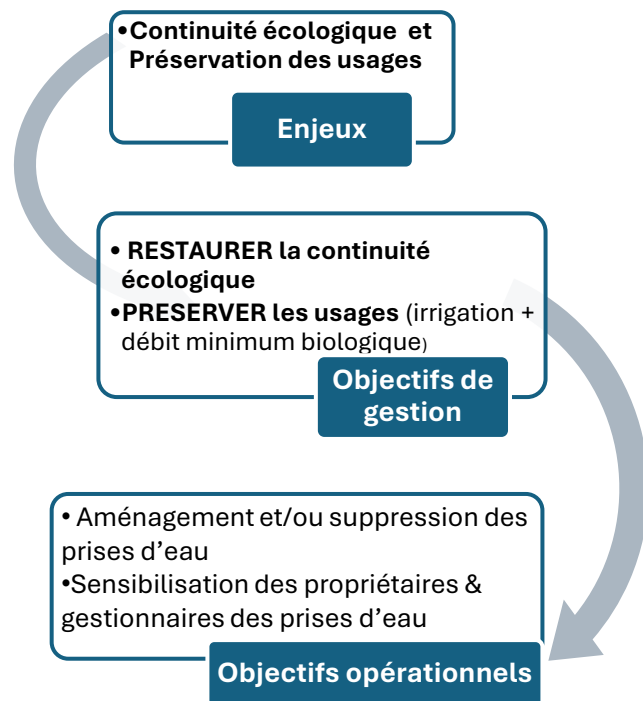 •Continuité écologique et
Préservation des usages
Enjeux
• RESTAURER la continuité
écologique
•PRESERVER les usages (irrigation +
débit minimum biologique)
Objectifs de
gestion
• Aménagement et/ou suppression des
prises d’eau
•Sensibilisation des propriétaires &
gestionnaires des prises d’eau
Objectifs opérationnels